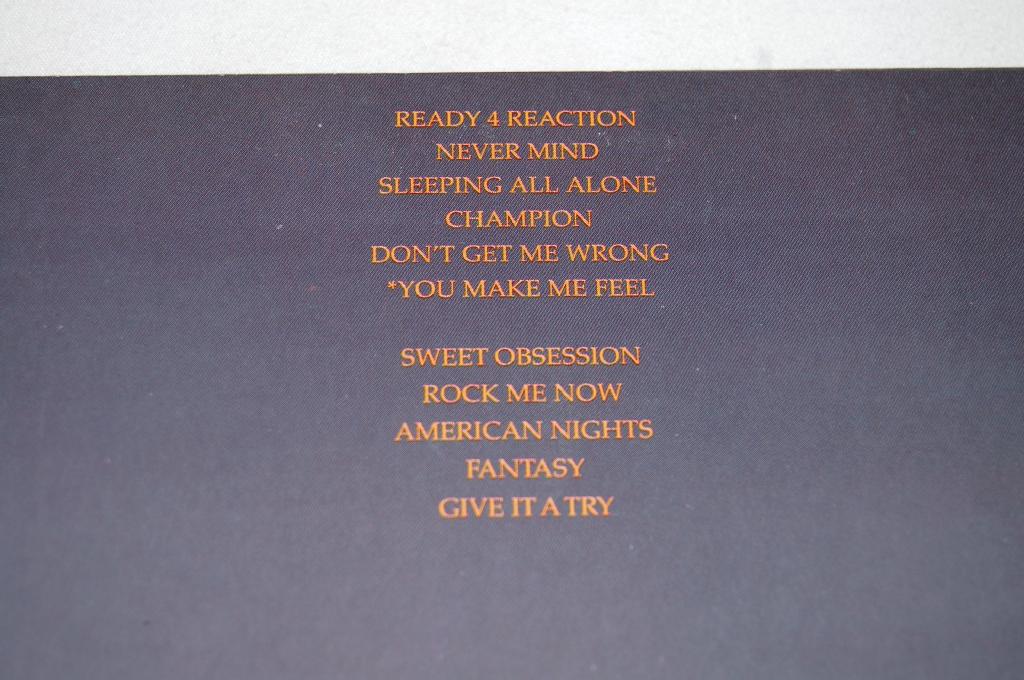 READY 4 REACTION
NEVER MIND
SLEEPING ALL ALONE
CHAMPION
DON'T GET ME WRONG
*YOU MAKE ME FEEL
SWEET OBSESSION
ROCK ME NOW
AMERICAN NIGHTS
FANTASY
GIVE IT A TRY